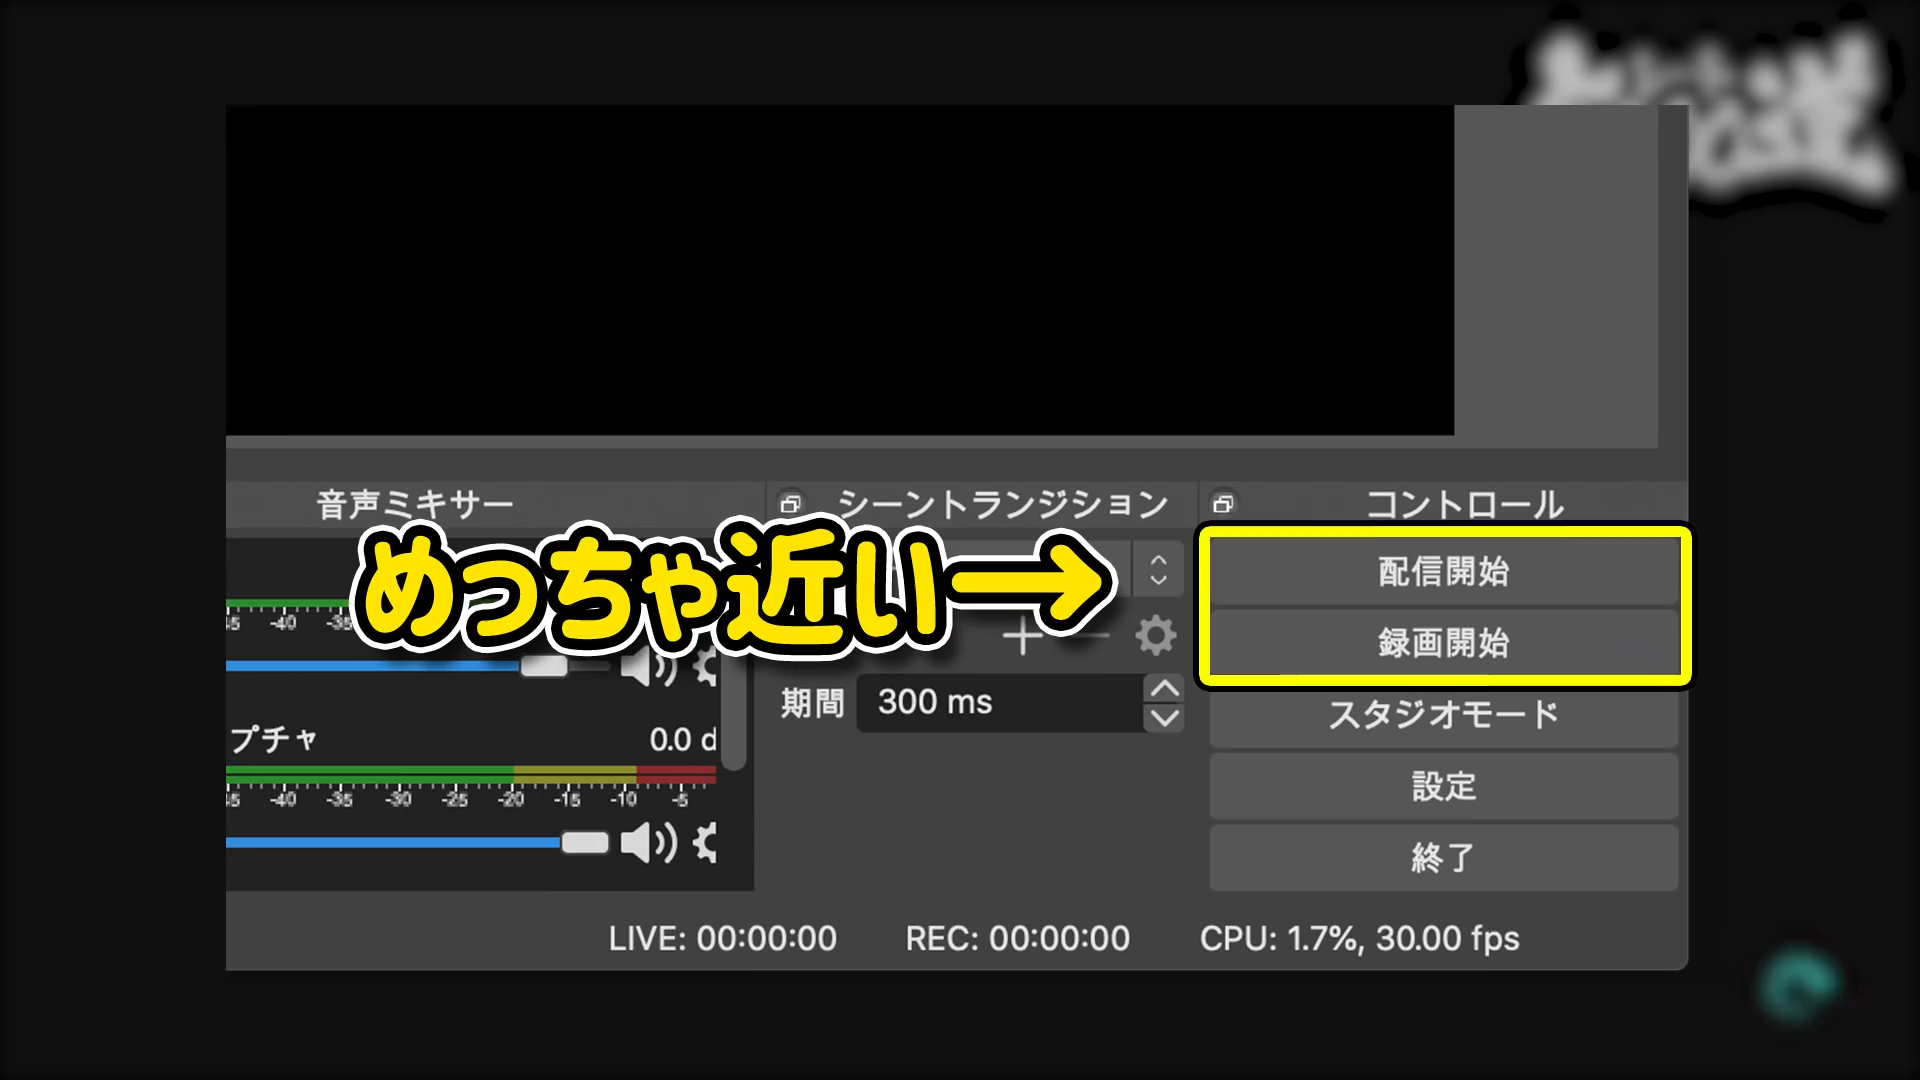 音声ミキサー
シーントランジション
コントロール
めっちゃ近い→
配信開始
録画開始
スタジオモード
設定
終了
-40 -35
期間 300 ms
プチャ 0.0 d
-40 -35 -30 -25 -20 -15 -10 -5
LIVE: 00:00:00 REC: 00:00:00 CPU: 1.7%, 30.00 fps